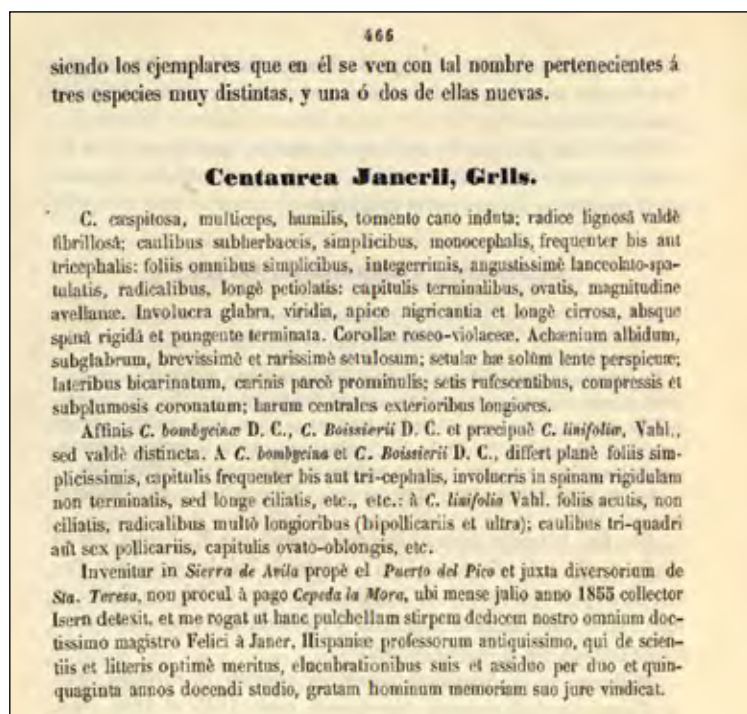 466
siendo los ejemplares que en él se ven con tal nombre pertenecientes á
tres especies muy distintas, y una ó dos de ellas nuevas.
Centaurea Janerii, Grlls.
C. cæspitosa, multiceps, humilis, tomento cano induta; radice lignosâ valdè
fibrillosâ; caulibus subherbaceis, simplicibus, monocephalis, frequenter bis aut
tricephalis: foliis omnibus simplicibus, integerrimis, angustissimè lanceolato-spa-
tulatis, radicalibus, longè petiolatis: capitulis terminalibus, ovatis, magnitudine
avellanæ. Involucra glabra, viridia, apice nigricantia et longè cirrosa, absque
spinâ rigidâ et pungente terminata. Corollæ roseo-violaceæ. Achænium albidum,
subglabrum, brevissimè et rarissimè setulosum; setulæ hæ solùm lente perspicuæ;
lateribus bicarinatum, carinis parcè prominulis; setis rufescentibus, compressis et
subplumosis coronatum; harum centrales exterioribus longiores.
Affinis C. bombycinæ D. C., C. Boissierii D. C. et præcipuè C. linifoliæ, Vahl.,
sed valdè distincta. A C. bombycina et C. Boissierii D. C., differt planè foliis sim-
plicissimis, capitulis frequenter bis aut tri-cephalis, involucris in spinam rigidulam
non terminatis, sed longe ciliatis, etc., etc.: à C. linifolia Vahl. foliis acutis, non
ciliatis, radicalibus multò longioribus (bipollicariis et ultra); caulibus tri-quadri
aut sex pollicariis, capitulis ovato-oblongis, etc.
Invenitur in Sierra de Avila propè el Puerto del Pico et juxta diversorium de
Sta. Teresa, non procul à pago Cepeda la Mora, ubi mense julio anno 1855 collector
Isern detexit, et me rogat ut hanc pulchellam stirpem dedicem nostro omnium doc-
tissimo magistro Felici à Janer, Hispaniæ professorum antiquissimo, qui de scien-
tiis et litteris optimè meritus, elucubrationibus suis et assiduo per duo et quin-
quaginta annos docendi studio, gratam hominum memoriam suo jure vindicat.